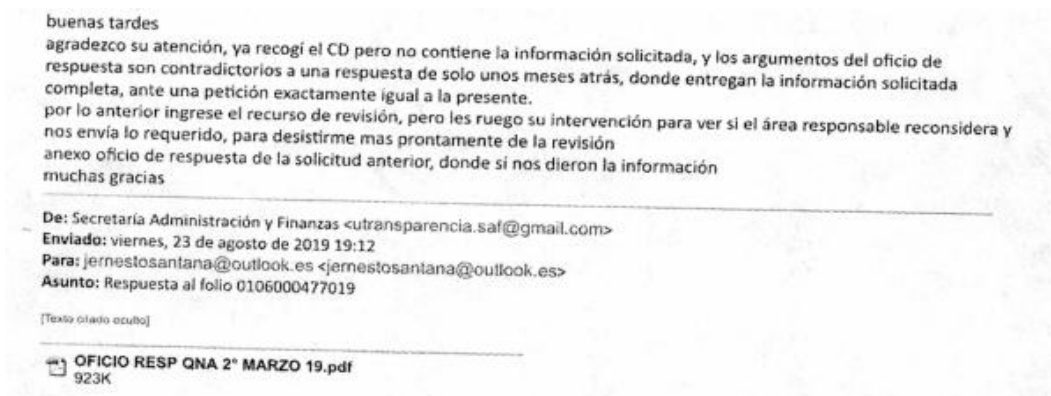 buenas tardes
agradezco su atención, ya recogí el CD pero no contiene la información solicitada, y los argumentos del oficio de
respuesta son contradictorios a una respuesta de solo unos meses atrás, donde entregan la información solicitada
completa, ante una petición exactamente igual a la presente.
por lo anterior ingrese el recurso de revisión, pero les ruego su intervención para ver si el área responsable reconsidera y
nos envía lo requerido, para desistirme mas prontamente de la revisión
anexo oficio de respuesta de la solicitud anterior, donde sí nos dieron la información
muchas gracias
De: Secretaría Administración y Finanzas <utransparencia.saf@gmail.com>
Enviado: viernes, 23 de agosto de 2019 19:12
Para: jernestosantana@outlook.es <jernestosantana@outlook.es>
Asunto: Respuesta al folio 0106000477019
[Texto citado oculto]
OFICIO RESP QNA 2° MARZO 19.pdf
923K